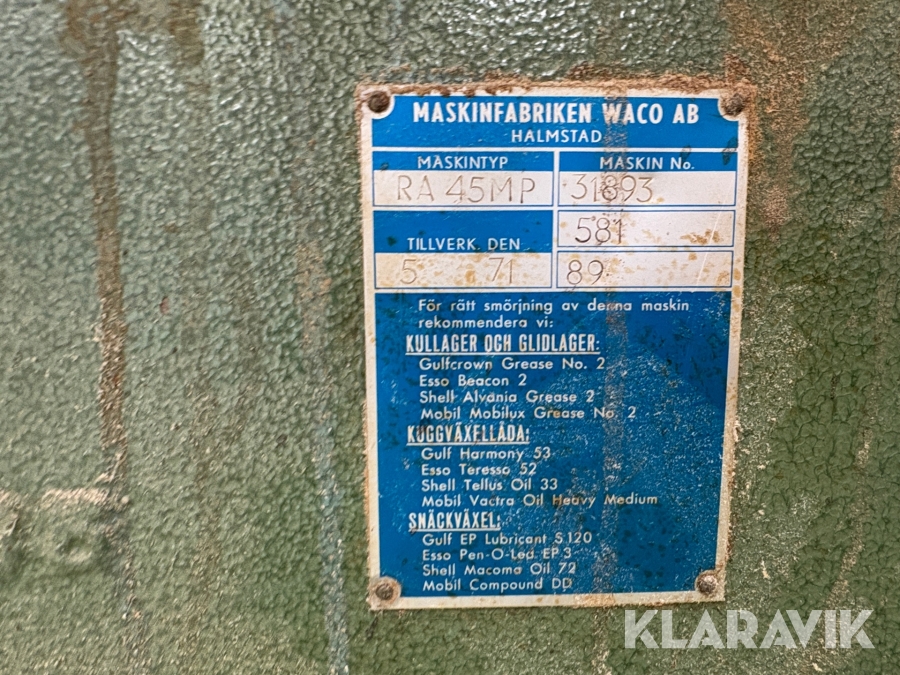 MASKINFABRIKEN WACO AB
HALMSTAD
MASKINTYP MASKIN No.
RA 45MP 31893
581
TILLVERK. DEN
5 71 89
För rätt smörjning av denna maskin
rekommendera vi:
KULLAGER OCH GLIDLAGER:
Gulfcrown Grease No. 2
Esso Beacon 2
Shell Alvania Grease 2
Mobil Mobilux Grease No. 2
KUGGVÄXELLÅDA:
Gulf Harmony 53
Esso Teresso 52
Shell Tellus Oil 33
Mobil Vactra Oil Heavy Medium
SNÄCKVÄXEL:
Gulf EP Lubricant S 120
Esso Pen-O-Led EP 3
Shell Macoma Oil 72
Mobil Compound DD
KLARAVIK